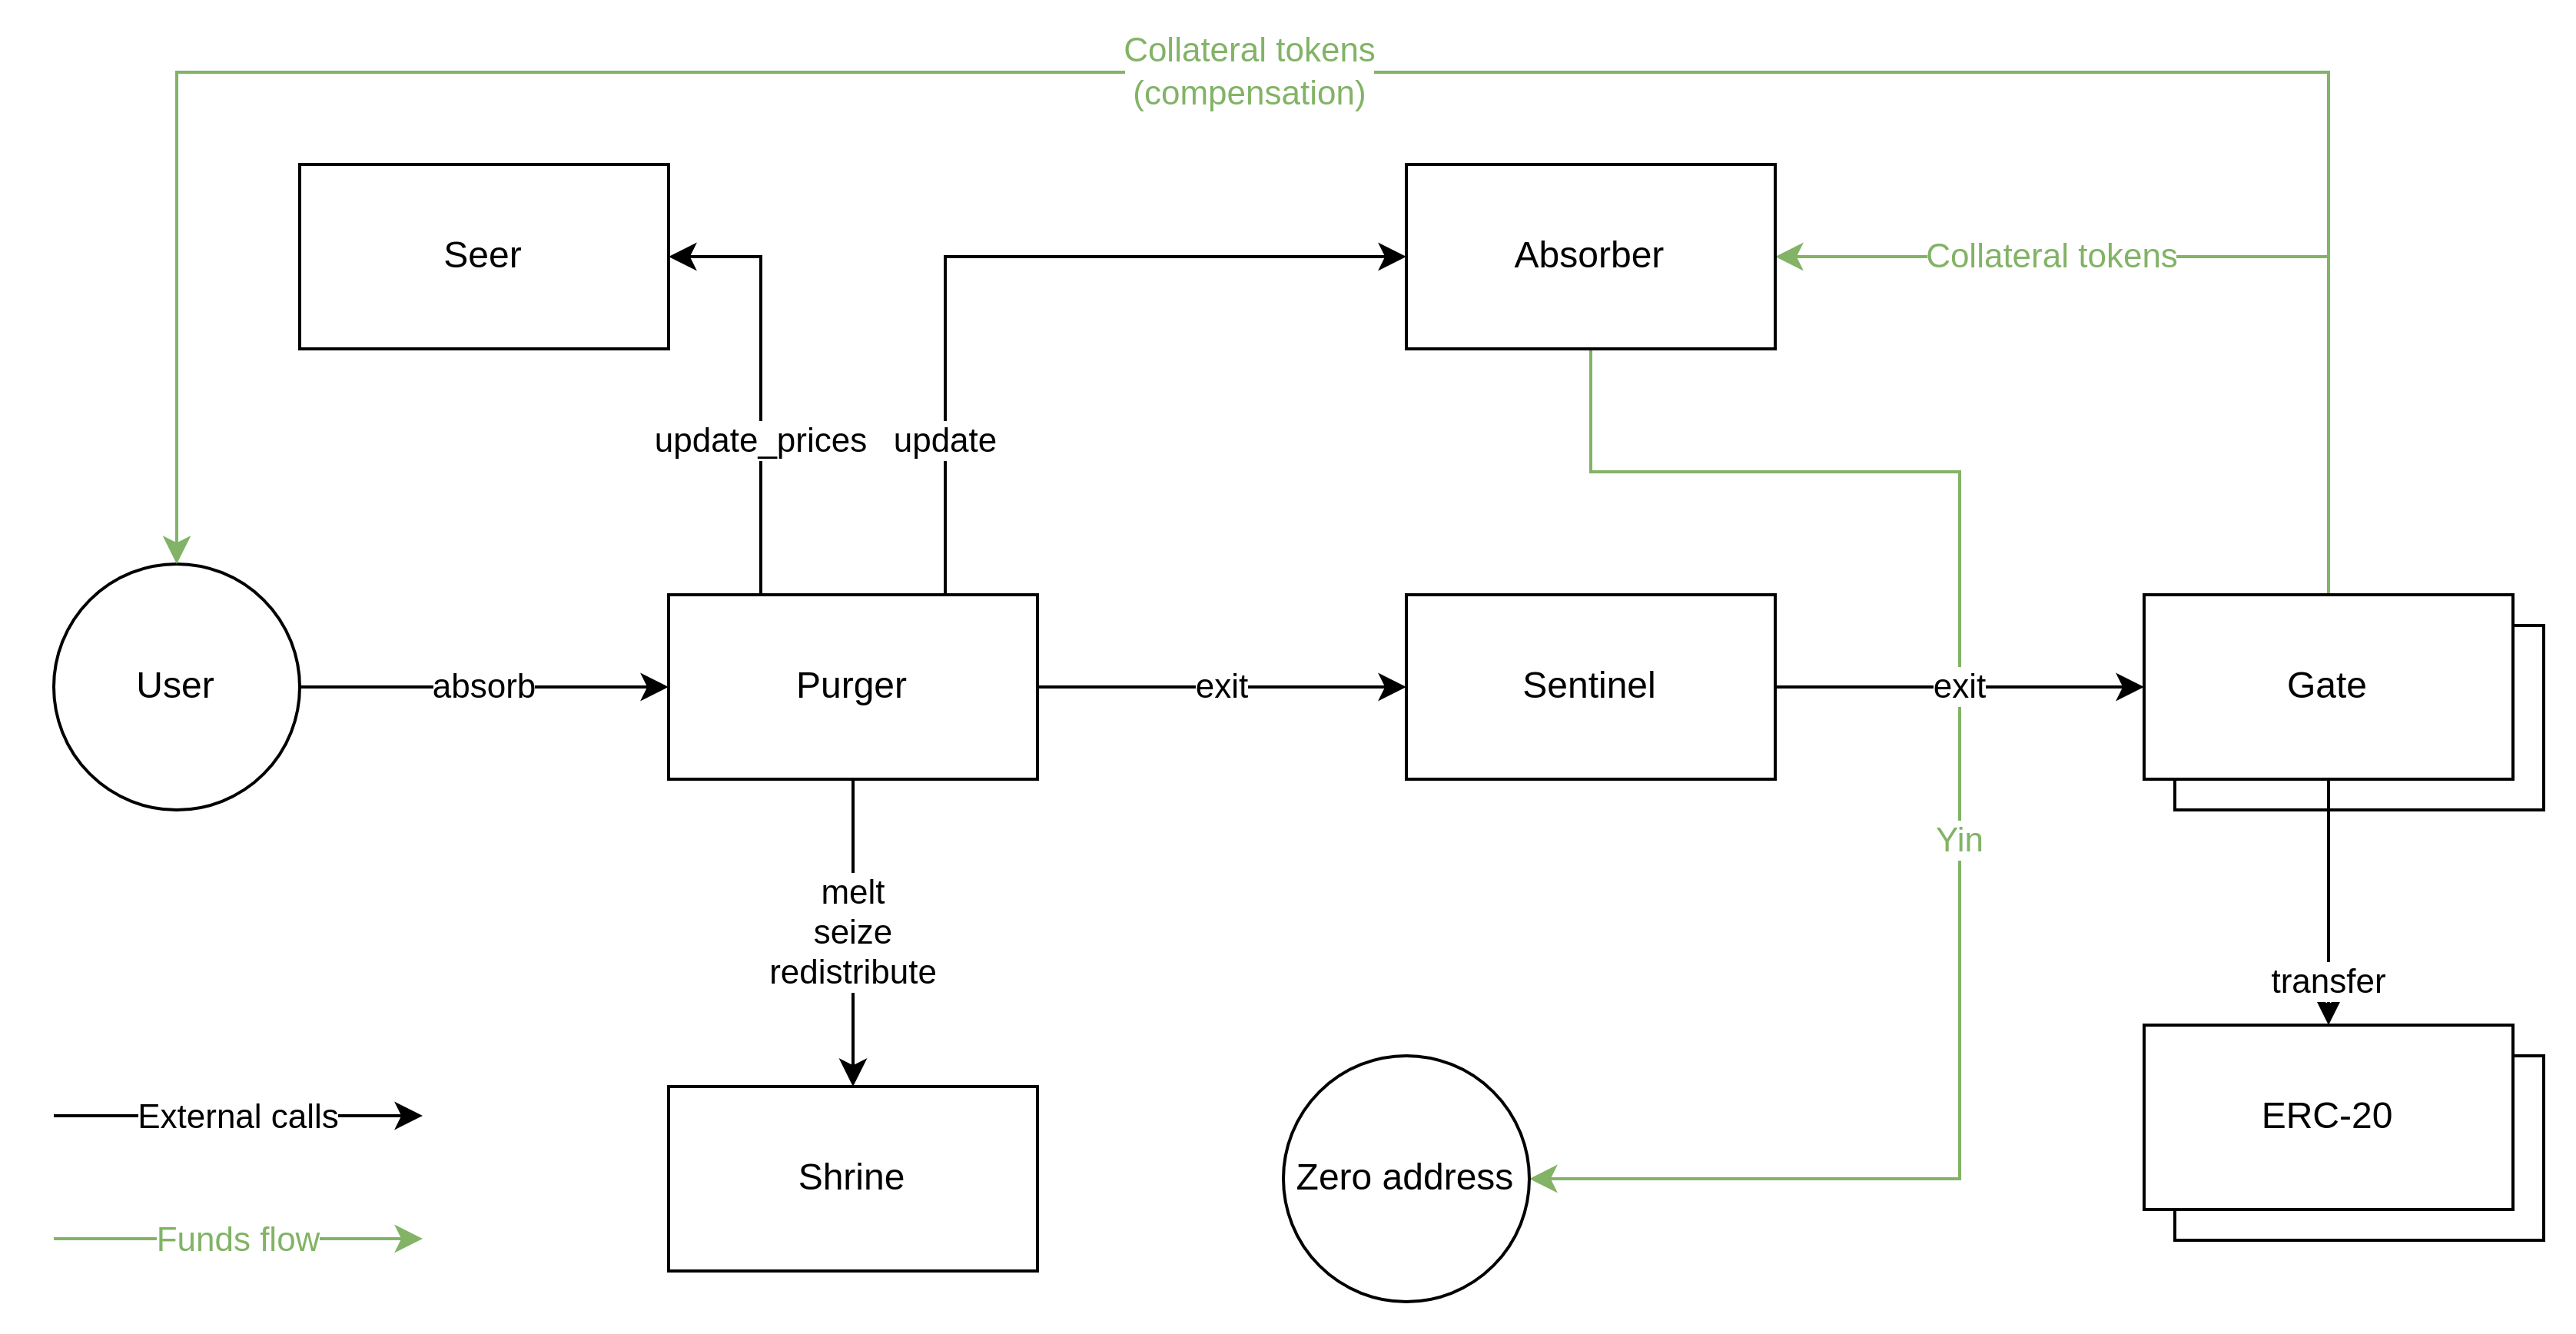 Collateral tokens
(compensation)
Seer
Absorber
Collateral tokens
update_prices
update
User
absorb
Purger
exit
Sentinel
exit
Gate
Yin
melt
seize
redistribute
transfer
External calls
ERC-20
Shrine
Zero address
Funds flow